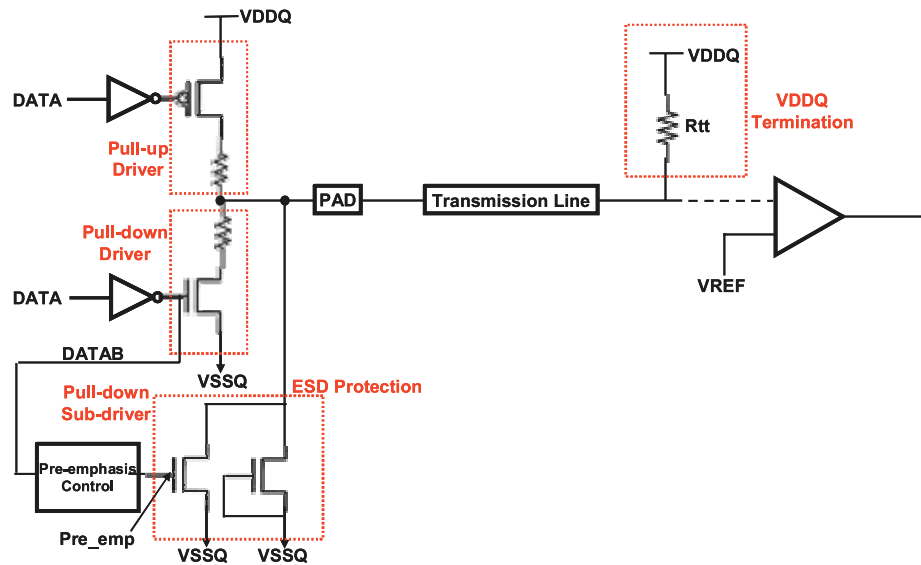 VDDQ
DATA
Pull-up
Driver
VDDQ
Rtt
VDDQ
Termination
PAD
Transmission Line
Pull-down
Driver
DATA
VREF
DATAB
VSSQ
ESD Protection
Pull-down
Sub-driver
Pre-emphasis
Control
Pre_emp
VSSQ
VSSQ